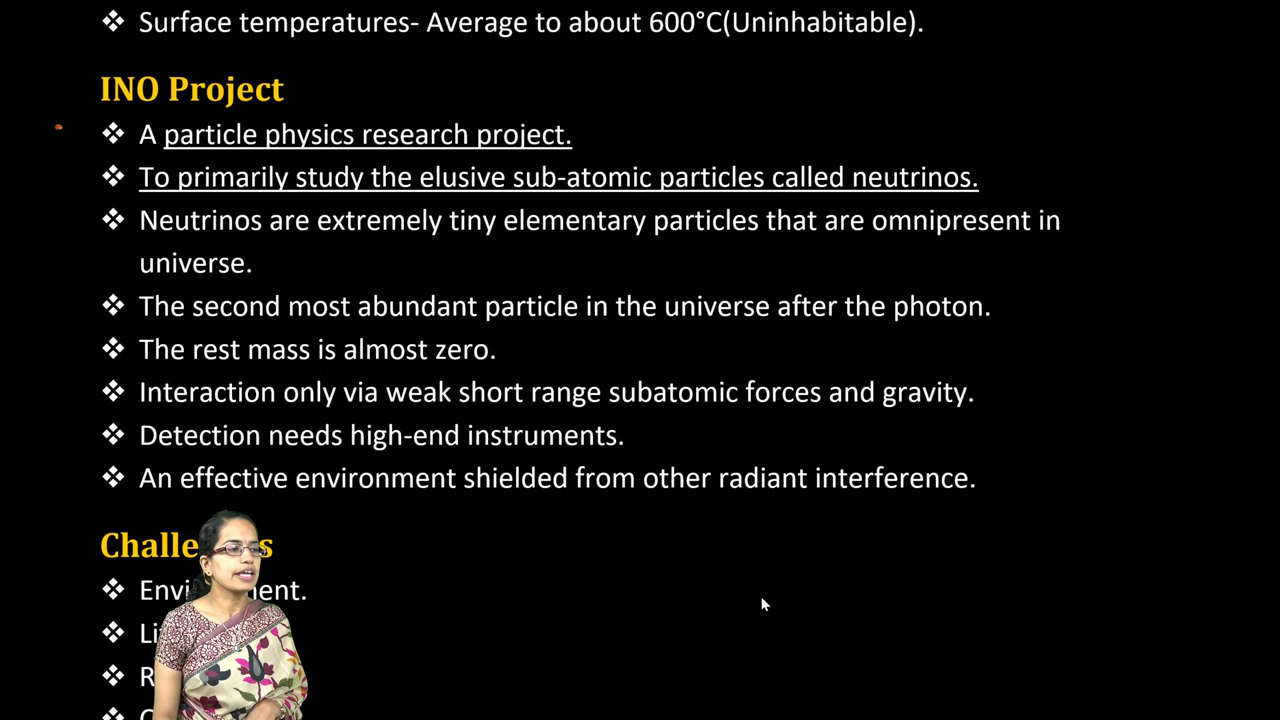 ❖ Surface temperatures- Average to about 600°C(Uninhabitable).
INO Project
❖ A particle physics research project.
❖ To primarily study the elusive sub-atomic particles called neutrinos.
❖ Neutrinos are extremely tiny elementary particles that are omnipresent in
universe.
❖ The second most abundant particle in the universe after the photon.
❖ The rest mass is almost zero.
❖ Interaction only via weak short range subatomic forces and gravity.
❖ Detection needs high-end instruments.
❖ An effective environment shielded from other radiant interference.